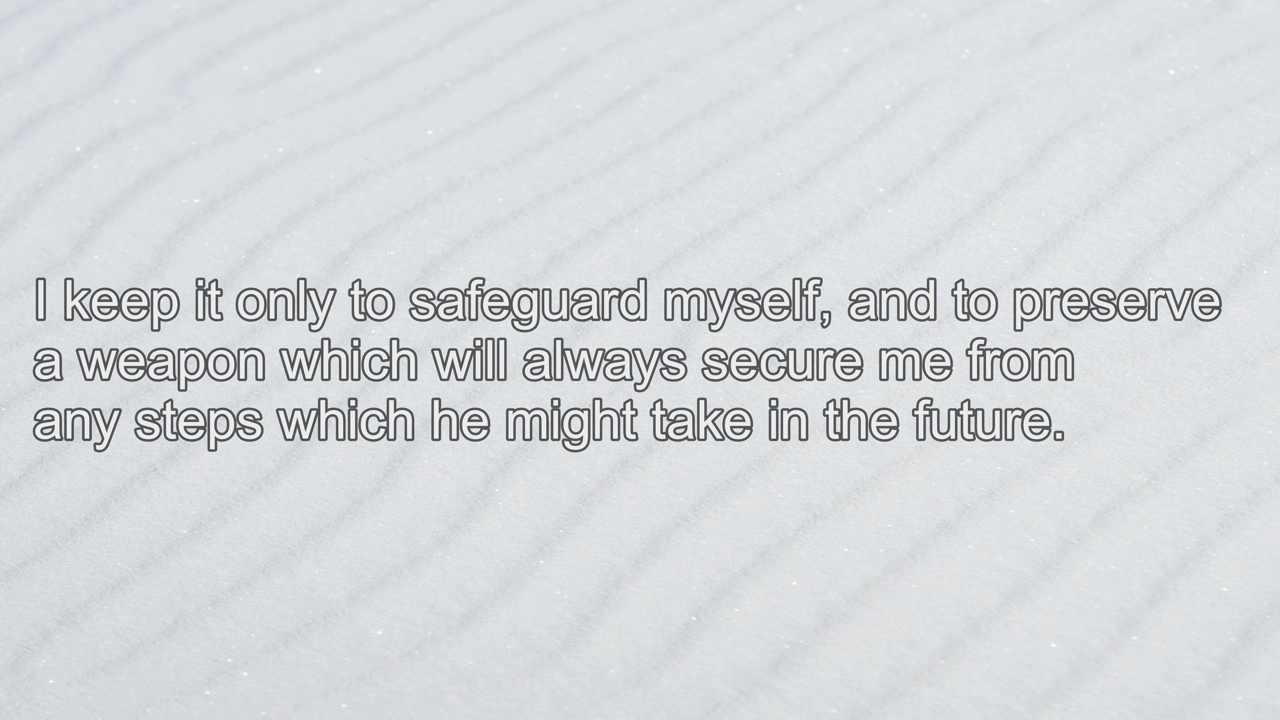 I keep it only to safeguard myself, and to preserve
a weapon which will always secure me from
any steps which he might take in the future.